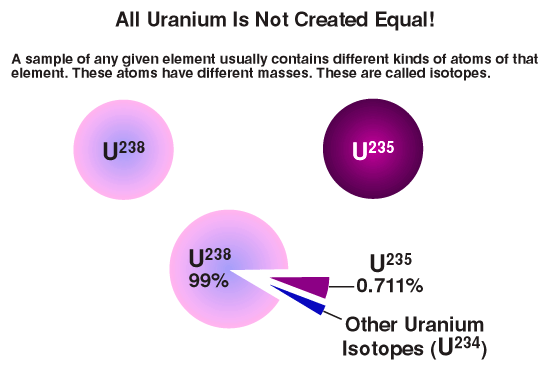 All Uranium Is Not Created Equal!
A sample of any given element usually contains different kinds of atoms of that
element. These atoms have different masses. These are called isotopes.
U²³⁸
U²³⁵
U²³⁸
99%
U²³⁵
0.711%
Other Uranium
Isotopes (U²³⁴)